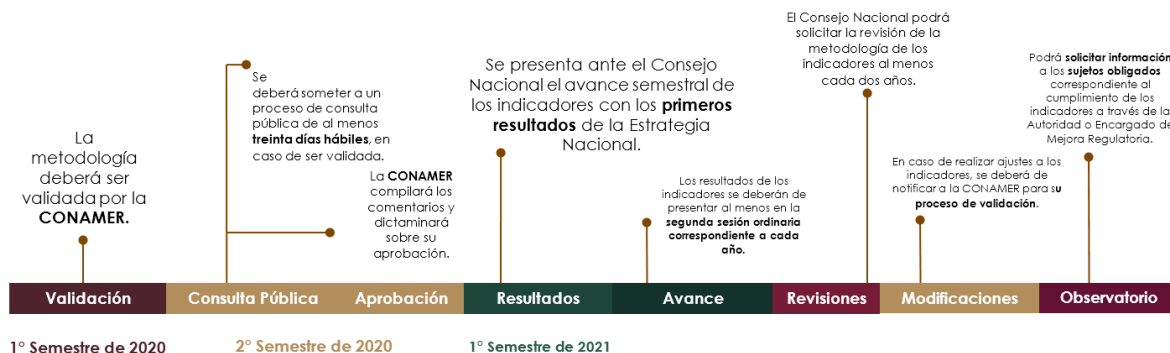 La
metodología
deberá ser
validada por la
CONAMER.
Se
deberá someter a un
proceso de consulta
pública de al menos
treinta días hábiles, en
caso de ser validada.
La CONAMER
compilará los
comentarios y
dictaminará
sobre su
aprobación.
Se presenta ante el Consejo
Nacional el avance semestral de
los indicadores con los primeros
resultados de la Estrategia
Nacional.
Los resultados de los
indicadores se deberán de
presentar al menos en la
segunda sesión ordinaria
correspondiente a cada
año.
El Consejo Nacional podrá
solicitar la revisión de la
metodología de los
indicadores al menos
cada dos años.
En caso de realizar ajustes a los
indicadores, se deberá de
notificar a la CONAMER para su
proceso de validación.
Podrá solicitar información
a los sujetos obligados
correspondiente al
cumplimiento de los
indicadores a través de la
Autoridad o Encargado de
Mejora Regulatoria.
Validación
Consulta Pública
Aprobación
Resultados
Avance
Revisiones
Modificaciones
Observatorio
1° Semestre de 2020
2° Semestre de 2020
1° Semestre de 2021